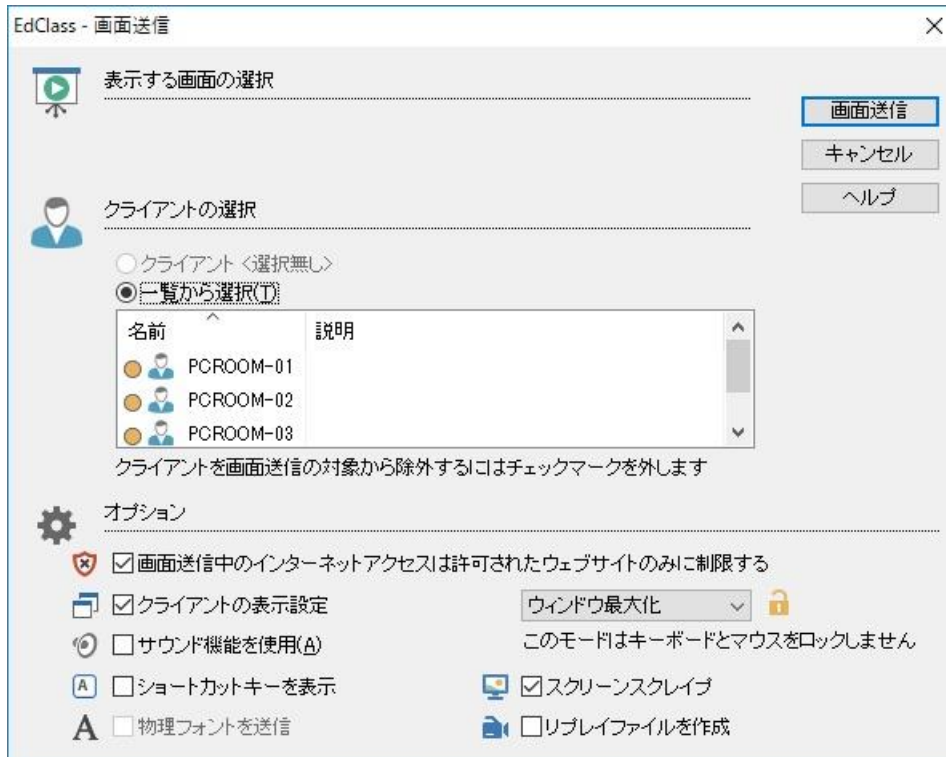 EdClass - 画面送信
表示する画面の選択
画面送信
キャンセル
ヘルプ
クライアントの選択
クライアント <選択無し>
一覧から選択(T)
名前 説明
PCROOM-01
PCROOM-02
PCROOM-03
クライアントを画面送信の対象から除外するにはチェックマークを外します
オプション
画面送信中のインターネットアクセスは許可されたウェブサイトのみに制限する
クライアントの表示設定 ウィンドウ最大化
サウンド機能を使用(A) このモードはキーボードとマウスをロックしません
A ショートカットキーを表示 スクリーンスクレイプ
A 物理フォントを送信 リプレイファイルを作成